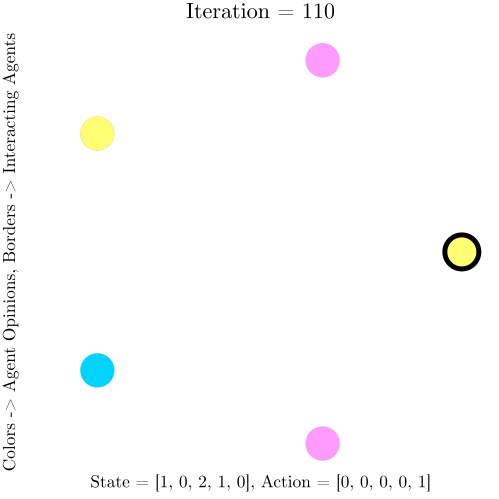 Iteration = 110
Colors -> Agent Opinions, Borders -> Interacting Agents
State = [1, 0, 2, 1, 0], Action = [0, 0, 0, 0, 1]